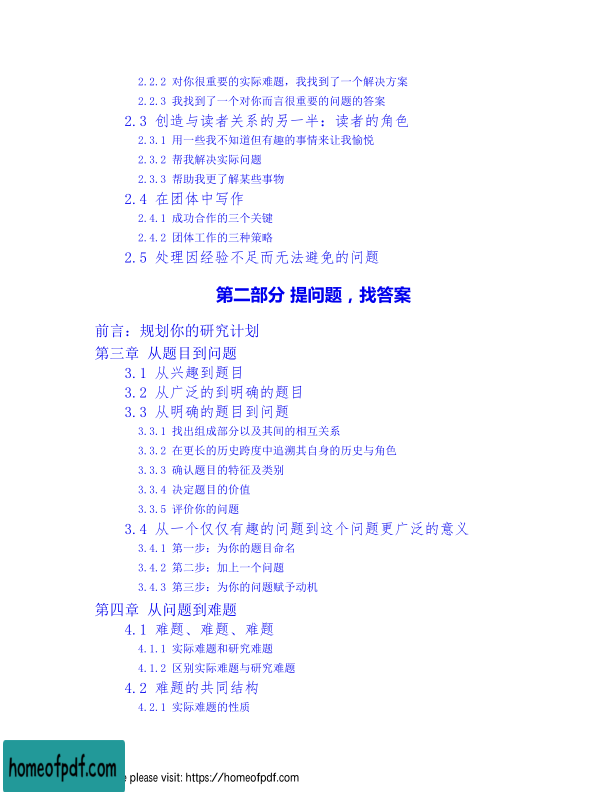 2.2.2 对你很重要的实际难题，我找到了一个解决方案
2.2.3 我找到了一个对你而言很重要的问题的答案
2.3 创造与读者关系的另一半：读者的角色
2.3.1 用一些我不知道但有趣的事情来让我愉悦
2.3.2 帮我解决实际问题
2.3.3 帮助我更了解某些事物
2.4 在团体中写作
2.4.1 成功合作的三个关键
2.4.2 团体工作的三种策略
2.5 处理因经验不足而无法避免的问题
第二部分 提问题，找答案
前言：规划你的研究计划
第三章 从题目到问题
3.1 从兴趣到题目
3.2 从广泛的到明确的题目
3.3 从明确的题目到问题
3.3.1 找出组成部分以及其间的相互关系
3.3.2 在更长的历史跨度中追溯其自身的历史与角色
3.3.3 确认题目的特征及类别
3.3.4 决定题目的价值
3.3.5 评价你的问题
3.4 从一个仅仅有趣的问题到这个问题更广泛的意义
3.4.1 第一步：为你的题目命名
3.4.2 第二步：加上一个问题
3.4.3 第三步：为你的问题赋予动机
第四章 从问题到难题
4.1 难题、难题、难题
4.1.1 实际难题和研究难题
4.1.2 区别实际难题与研究难题
4.2 难题的共同结构
4.2.1 实际难题的性质
homeofpdf.com
please visit: https://homeofpdf.com